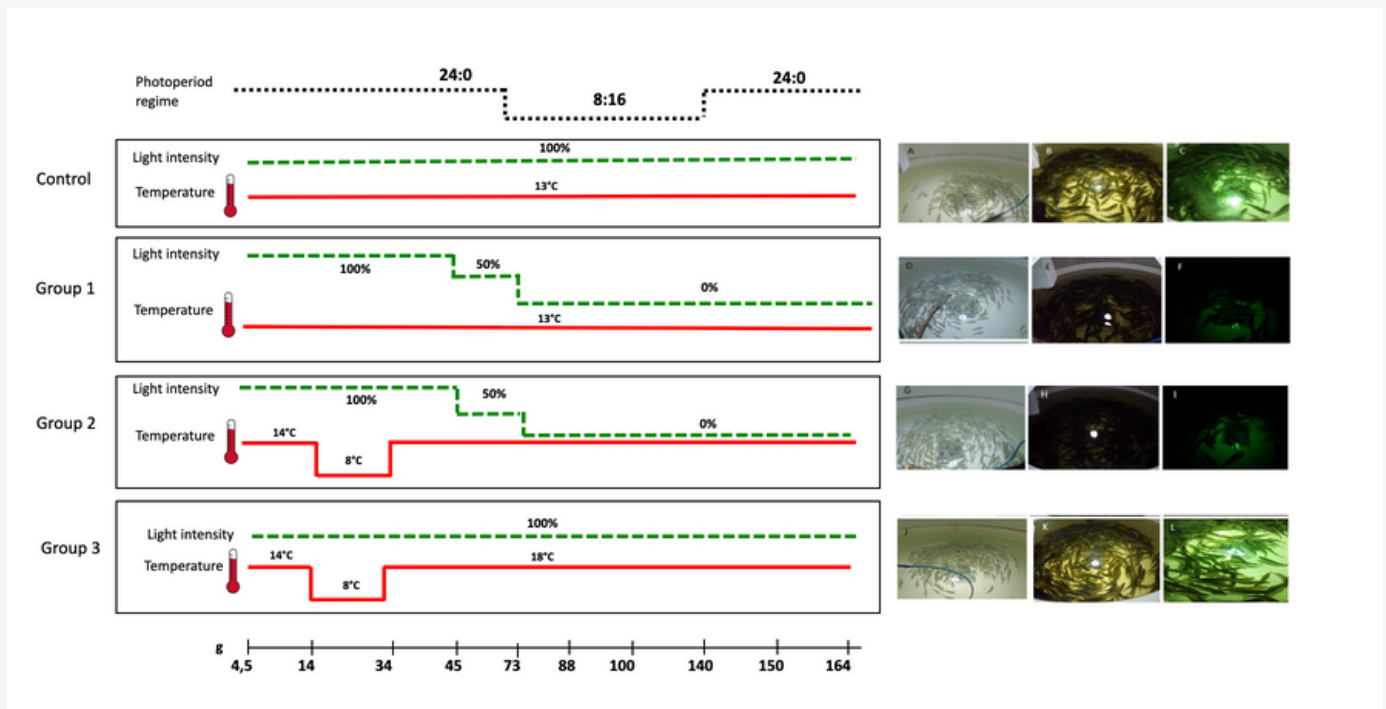 24:0
24:0
Photoperiod
regime
8:16
Control
Light intensity
100%
Temperature
13°C
A
B
C
Group 1
Light intensity
100%
50%
0%
Temperature
13°C
D
E
F
Group 2
Light intensity
100%
50%
0%
Temperature
14°C
8°C
G
H
I
Group 3
Light intensity
100%
Temperature
14°C
8°C
18°C
J
K
L
g
4,5 14 34 45 73 88 100 140 150 164